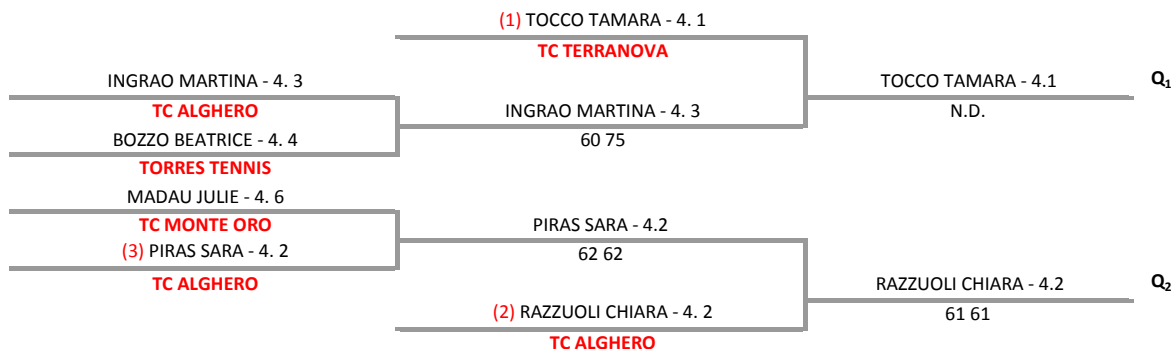 (1) TOCCO TAMARA - 4. 1
TC TERRANOVA
INGRAO MARTINA - 4. 3
TOCCO TAMARA - 4.1
Q₁
TC ALGHERO
INGRAO MARTINA - 4. 3
N.D.
BOZZO BEATRICE - 4. 4
60 75
TORRES TENNIS
MADAU JULIE - 4. 6
TC MONTE ORO
PIRAS SARA - 4.2
(3) PIRAS SARA - 4. 2
62 62
TC ALGHERO
RAZZUOLI CHIARA - 4.2
Q₂
(2) RAZZUOLI CHIARA - 4. 2
61 61
TC ALGHERO